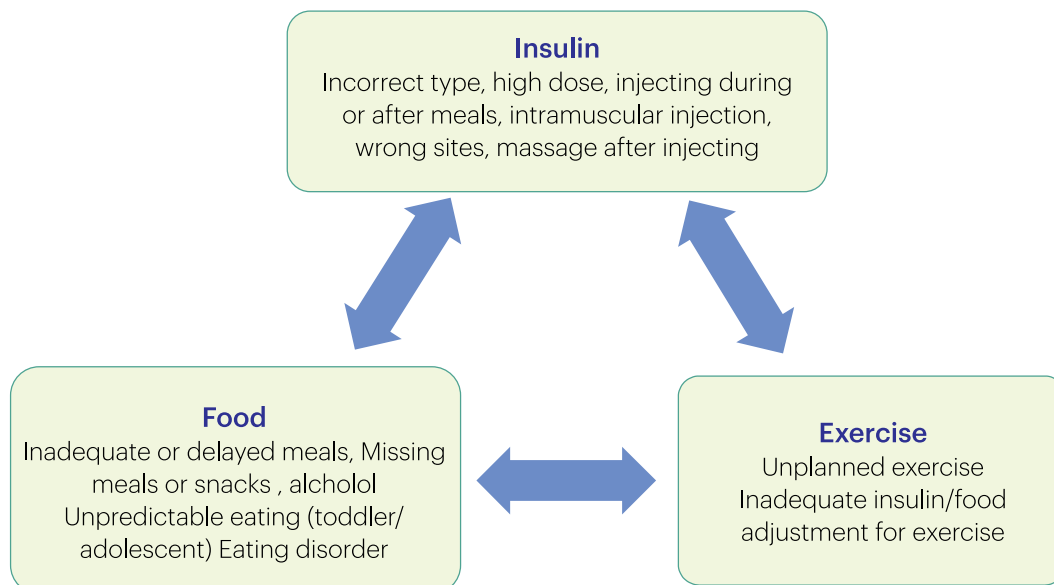 Insulin
Incorrect type, high dose, injecting during
or after meals, intramuscular injection,
wrong sites, massage after injecting
Food
Inadequate or delayed meals, Missing
meals or snacks , alcholol
Unpredictable eating (toddler/
adolescent) Eating disorder
Exercise
Unplanned exercise
Inadequate insulin/food
adjustment for exercise